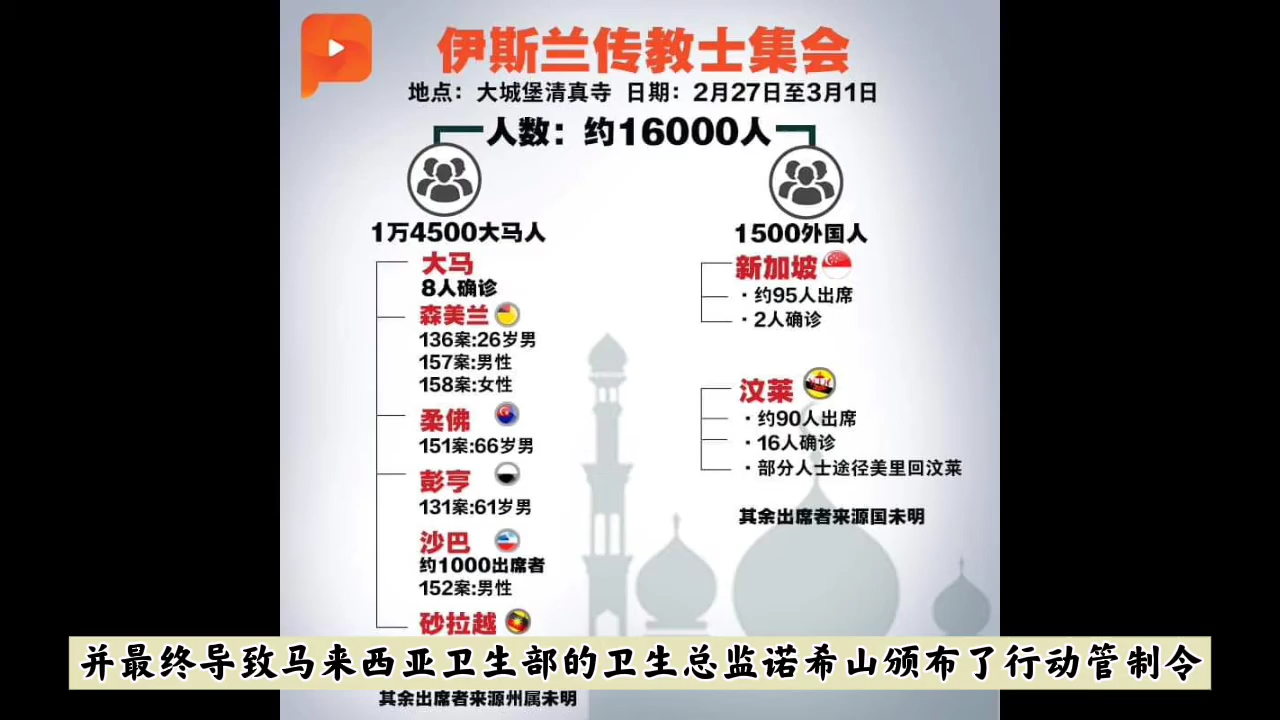 伊斯兰传教士集会
地点：大城堡清真寺 日期：2月27日至3月1日
人数：约16000人
1万4500大马人
大马
8人确诊
森美兰
136案:26岁男
157案:男性
158案:女性
柔佛
151案:66岁男
彭亨
131案:61岁男
沙巴
约1000出席者
152案:男性
砂拉越
其余出席者来源州属未明
1500外国人
新加坡
·约95人出席
·2人确诊
汶莱
·约90人出席
·16人确诊
·部分人士途径美里回汶莱
其余出席者来源国未明
并最终导致马来西亚卫生部的卫生总监诺希山颁布了行动管制令